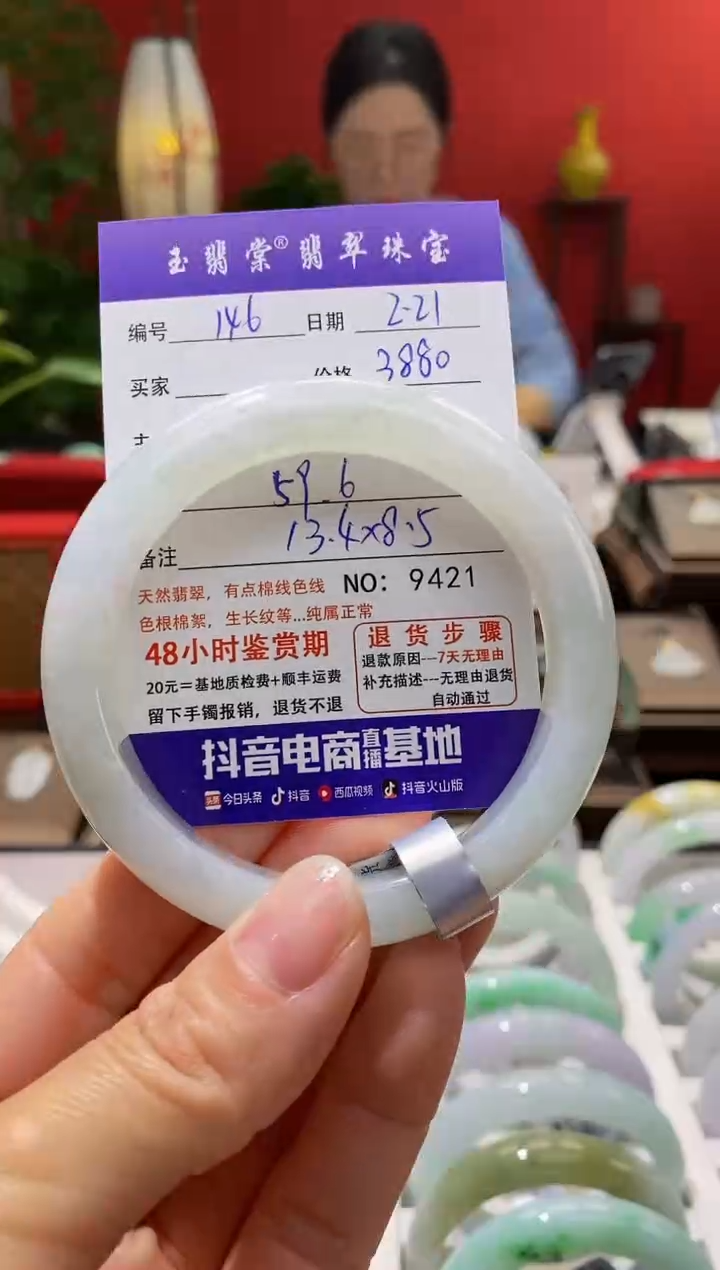 玉翡棠®翡翠珠宝
编号 146 日期 2-21
买家 价格 3880
59.6
备注 13.4x8.5
天然翡翠，有点棉线色线 NO: 9421
色根棉絮，生长纹等...纯属正常
48小时鉴赏期
20元=基地质检费+顺丰运费
留下手镯报销，退货不退
退货步骤
退款原因---7天无理由
补充描述---无理由退货
自动通过
抖音电商直播基地
头条 今日头条 抖音 西瓜视频 抖音火山版